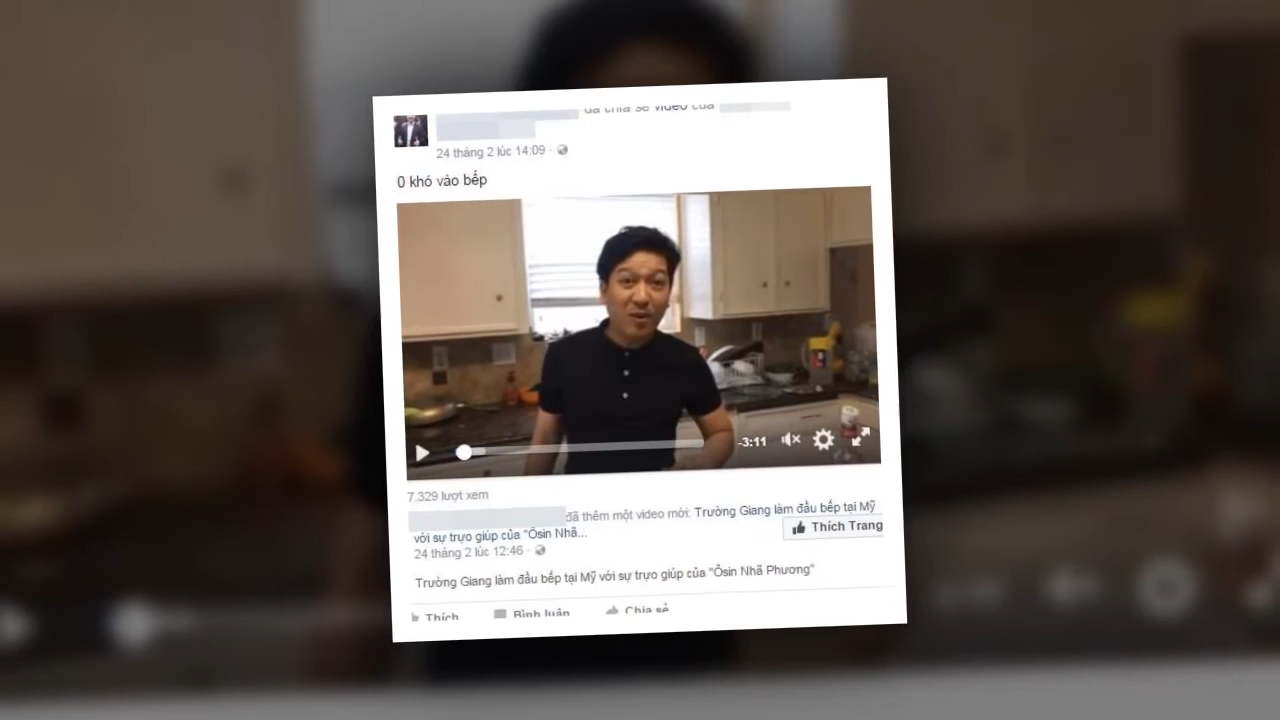 đã chia sẻ video của
24 tháng 2 lúc 14:09 ·
0 khó vào bếp
-3:11
7.329 lượt xem
đã thêm một video mới: Trường Giang làm đầu bếp tại Mỹ
với sự trợo giúp của "Ôsin Nhã...
Thích Trang
24 tháng 2 lúc 12:46 ·
Trường Giang làm đầu bếp tại Mỹ với sự trợo giúp của "Ôsin Nhã Phương"
Thích Bình luận Chia sẻ